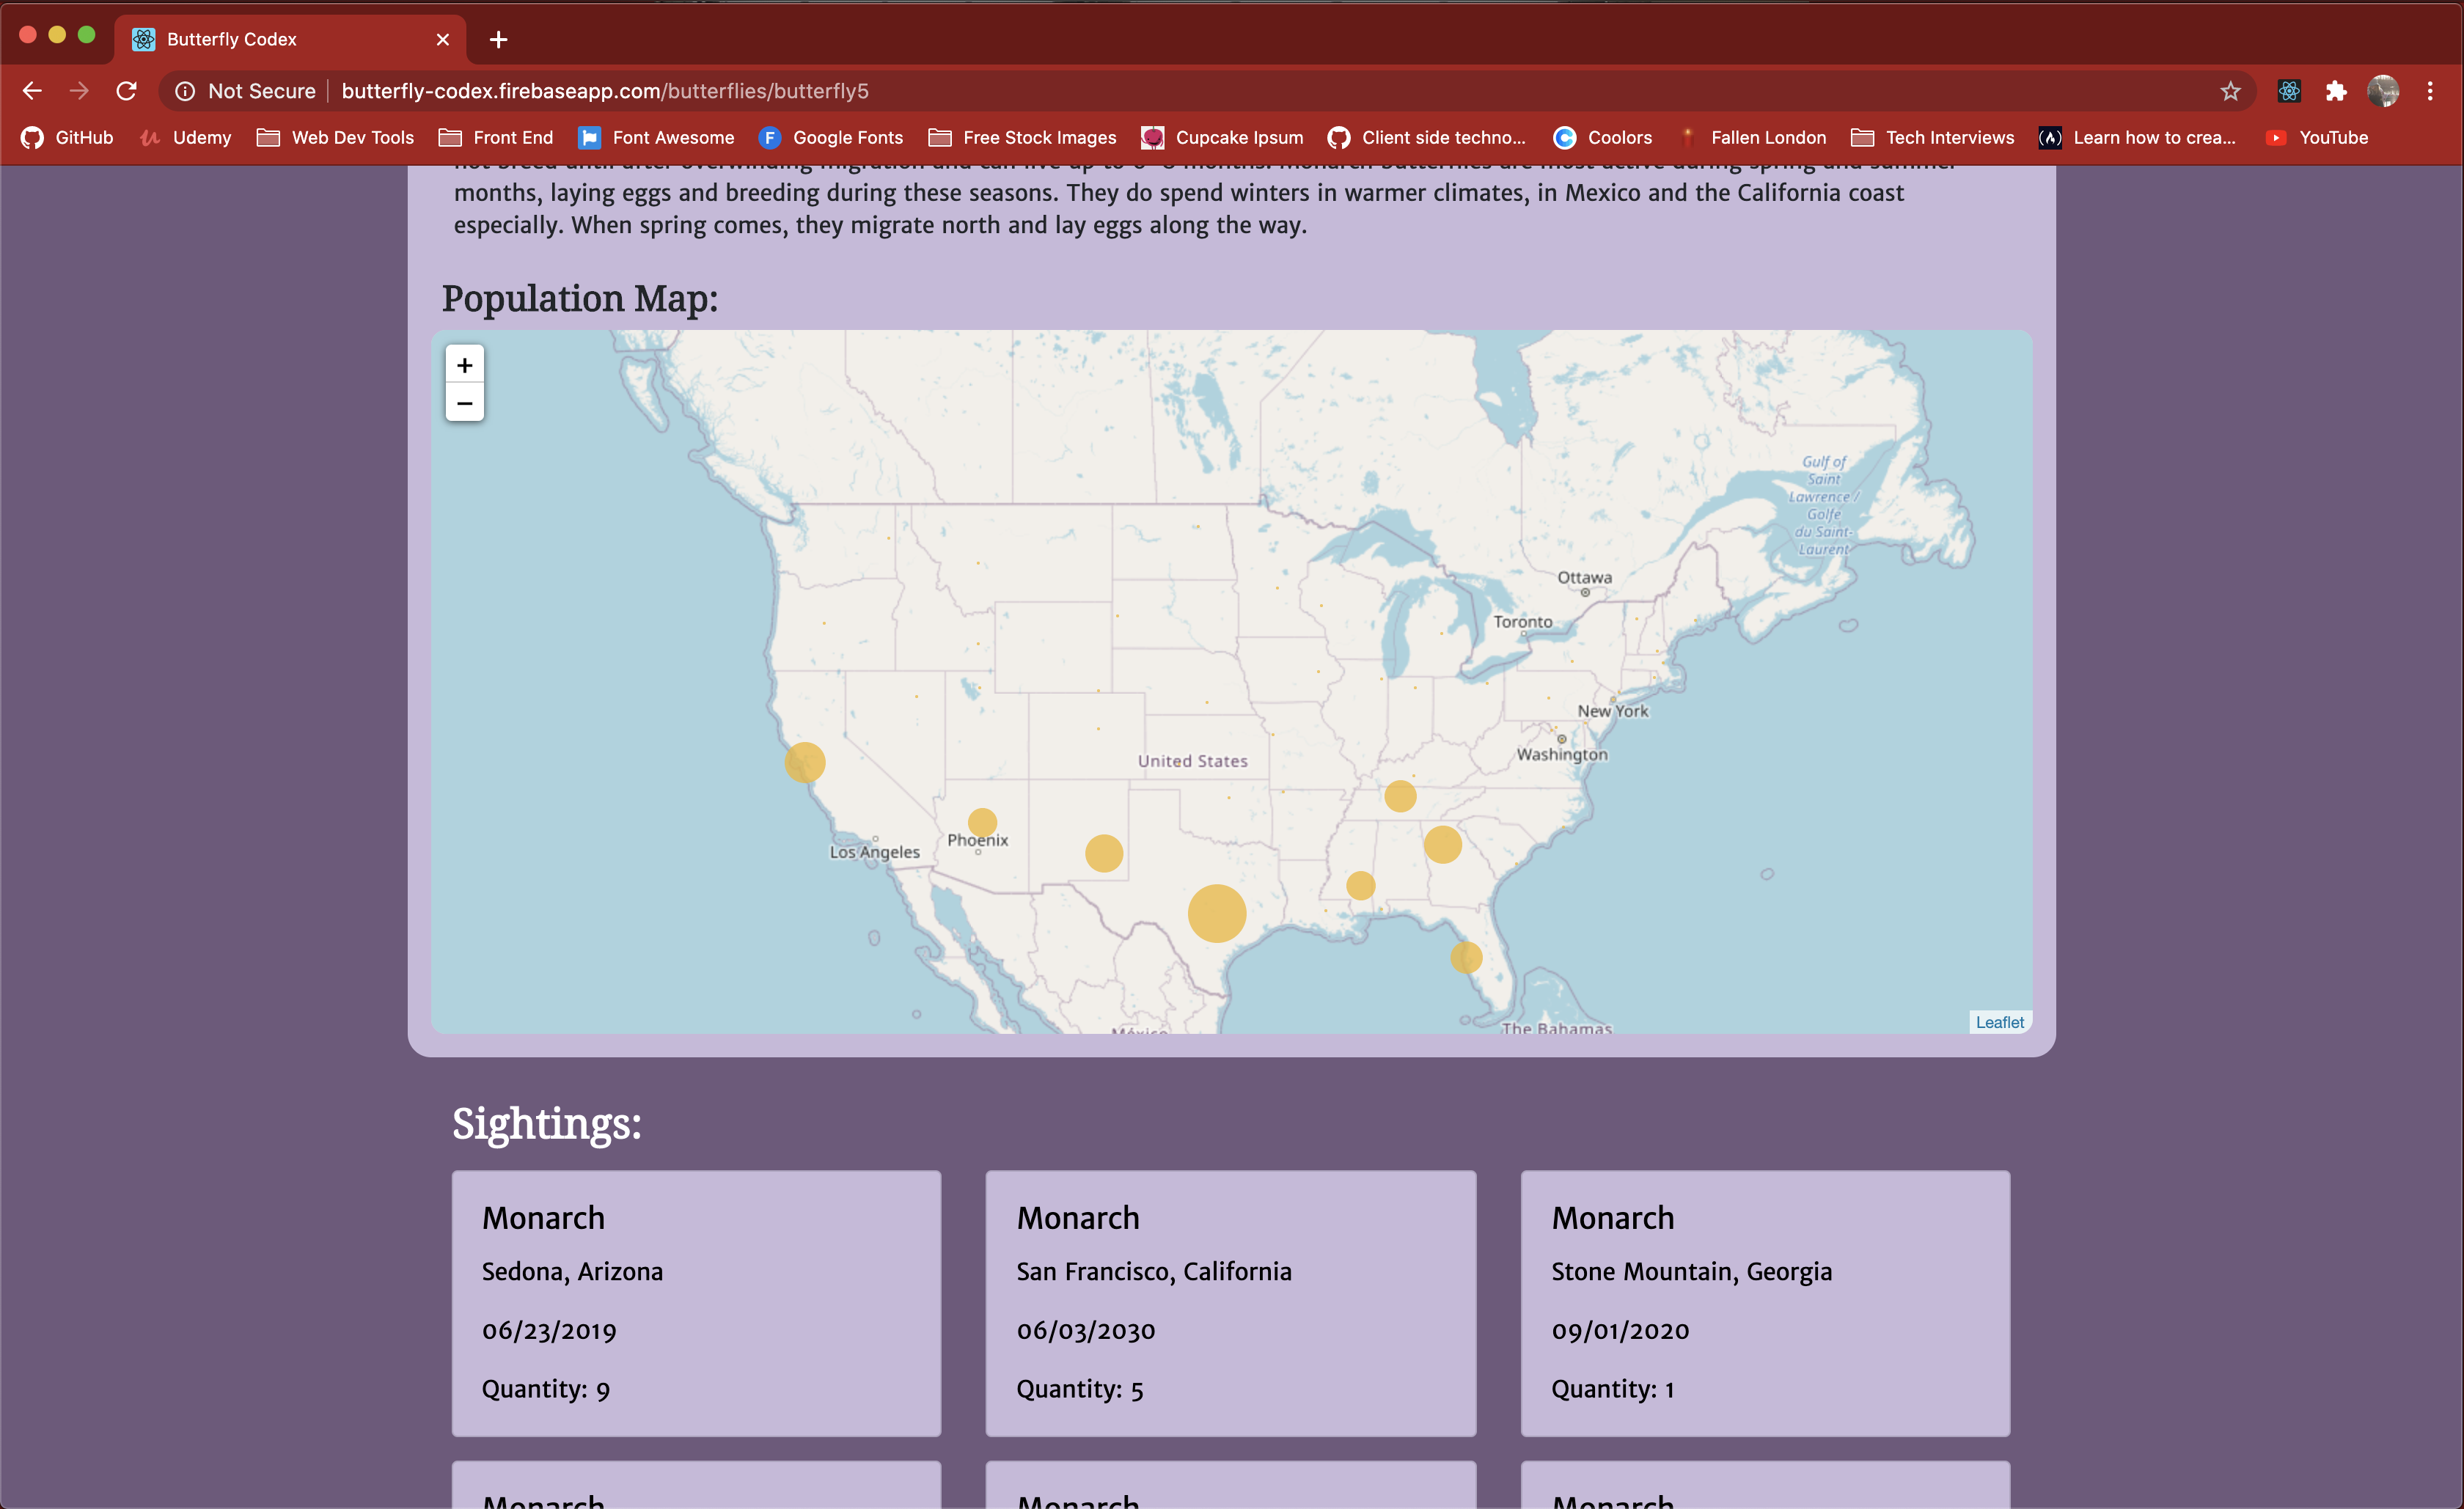 Butterfly Codex
Not Secure
butterfly-codex.firebaseapp.com/butterflies/butterfly5
GitHub
Udemy
Web Dev Tools
Front End
Font Awesome
Google Fonts
Free Stock Images
Cupcake Ipsum
Client side techno...
Coolors
Fallen London
Tech Interviews
Learn how to crea...
YouTube
months, laying eggs and breeding during these seasons. They do spend winters in warmer climates, in Mexico and the California coast
especially. When spring comes, they migrate north and lay eggs along the way.
Population Map:
+
−
Gulf of
Saint
Lawrence /
Golfe
du Saint-
Laurent
Ottawa
Toronto
New York
Washington
United States
Phoenix
Los Angeles
México
The Bahamas
Leaflet
Sightings:
Monarch
Sedona, Arizona
06/23/2019
Quantity: 9
Monarch
San Francisco, California
06/03/2030
Quantity: 5
Monarch
Stone Mountain, Georgia
09/01/2020
Quantity: 1
Monarch
Monarch
Monarch